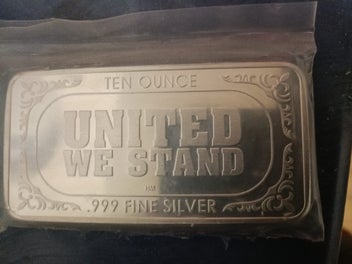 TEN OUNCE
UNITED
WE STAND
.999 FINE SILVER